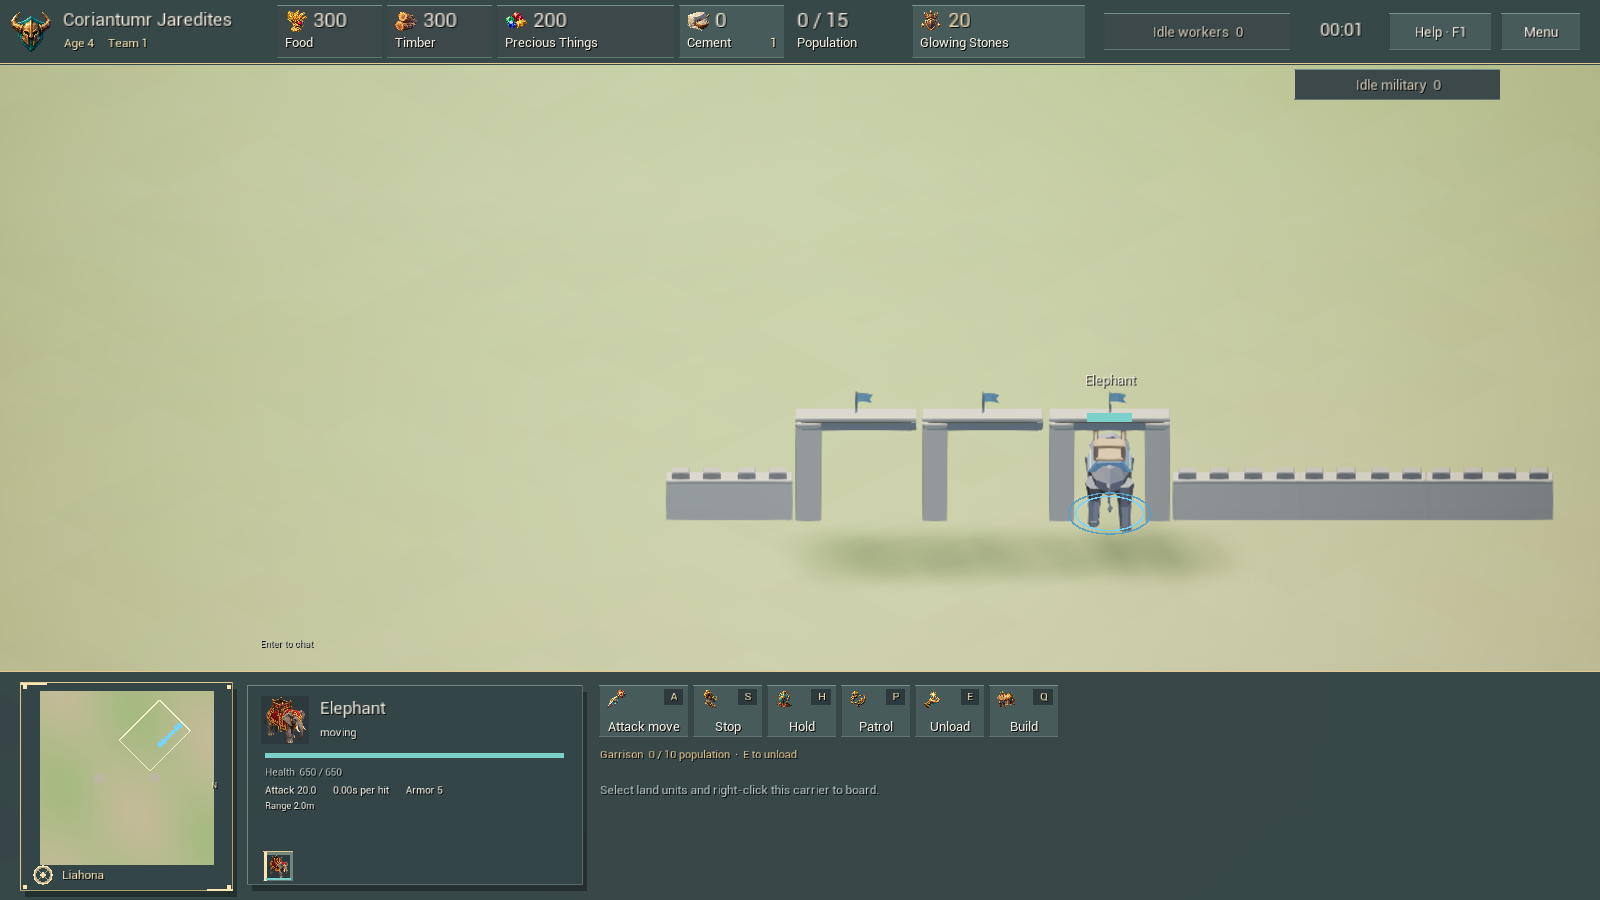 Coriantumr Jaredites
Age 4 Team 1
300
Food
300
Timber
200
Precious Things
0
Cement 1
0 / 15
Population
20
Glowing Stones
Idle workers 0
00:01
Help · F1
Menu
Idle military 0
Elephant
Enter to chat
N
Liahona
Elephant
moving
Health 650 / 650
Attack 20.0 0.00s per hit Armor 5
Range 2.0m
A
Attack move
S
Stop
H
Hold
P
Patrol
E
Unload
Q
Build
Garrison 0 / 10 population · E to unload
Select land units and right-click this carrier to board.